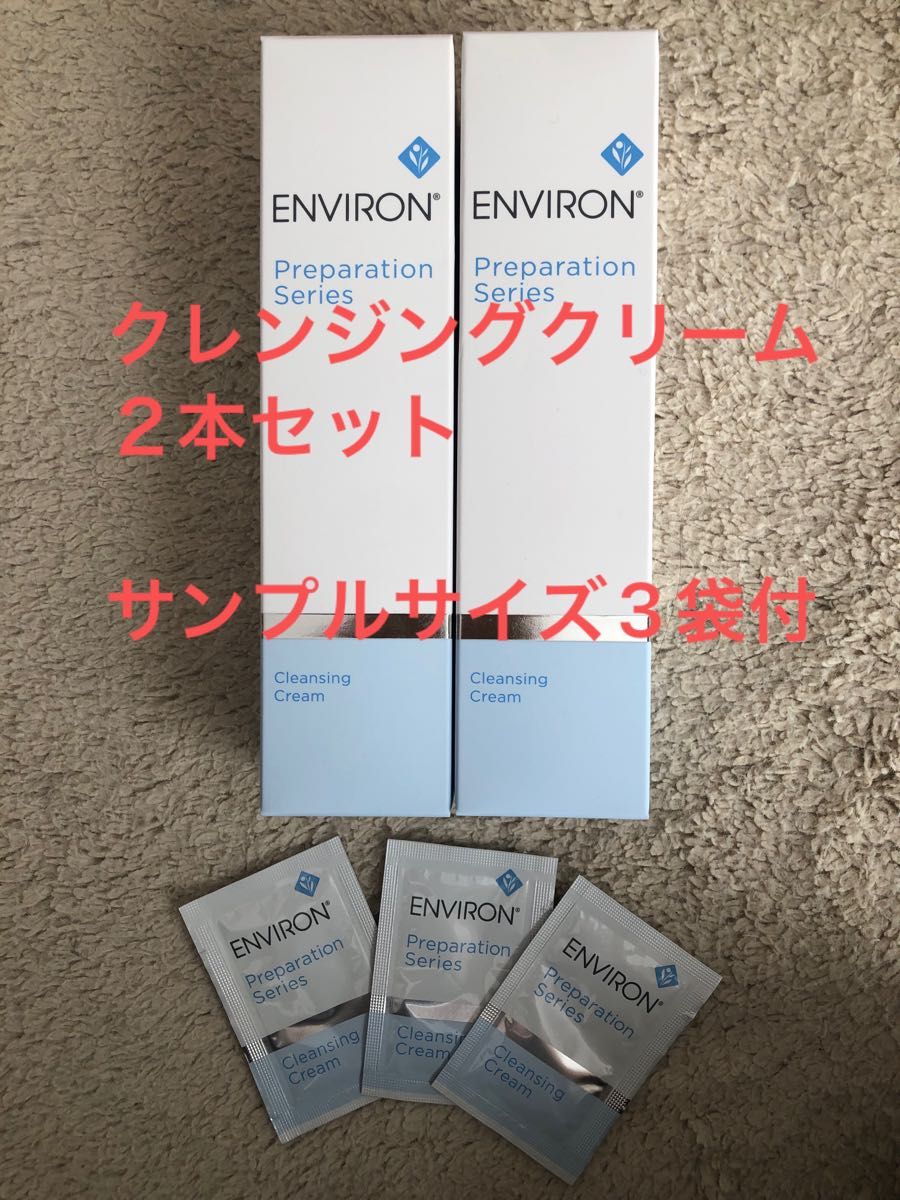 ENVIRON®
Preparation
Series
ENVIRON®
Preparation
Series
クレンジングクリーム
２本セット
サンプルサイズ３袋付
Cleansing
Cream
Cleansing
Cream
ENVIRON®
Preparation
Series
Cleansing
Cream
ENVIRON®
Preparation
Series
Cleansing
Cream
ENVIRON®
Preparation
Series
Cleansing
Cream